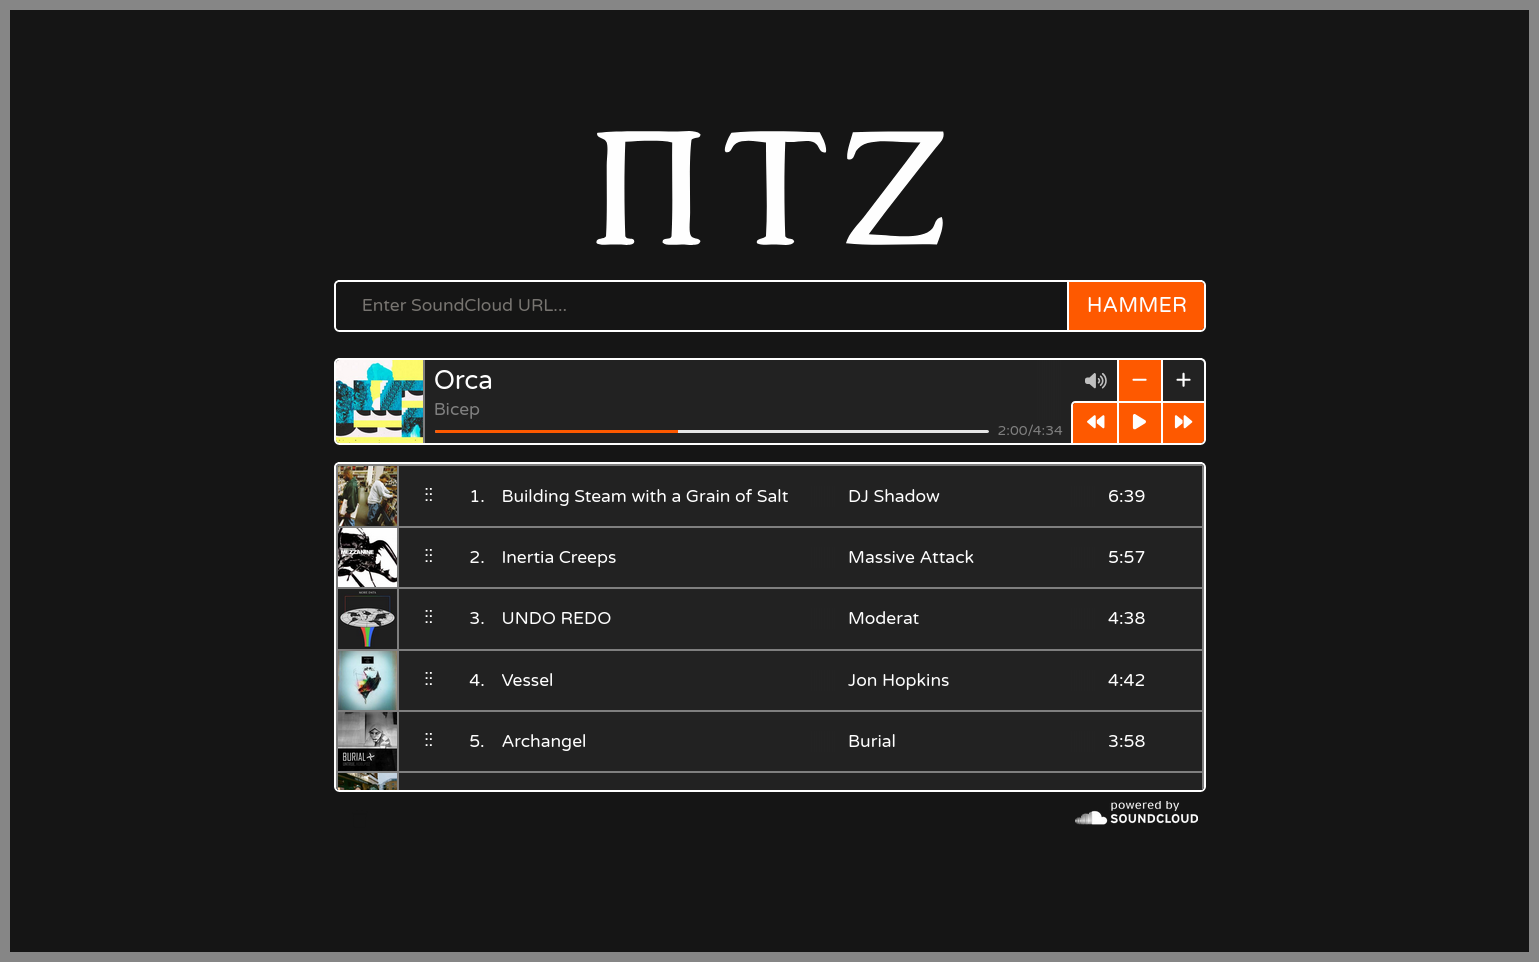 ΠTZ
Enter SoundCloud URL...
HAMMER
Orca
Bicep
2:00/4:34
1. Building Steam with a Grain of Salt DJ Shadow 6:39
MEZZANINE
2. Inertia Creeps Massive Attack 5:57
3. UNDO REDO Moderat 4:38
4. Vessel Jon Hopkins 4:42
BURIAL
5. Archangel Burial 3:58
powered by
SOUNDCLOUD